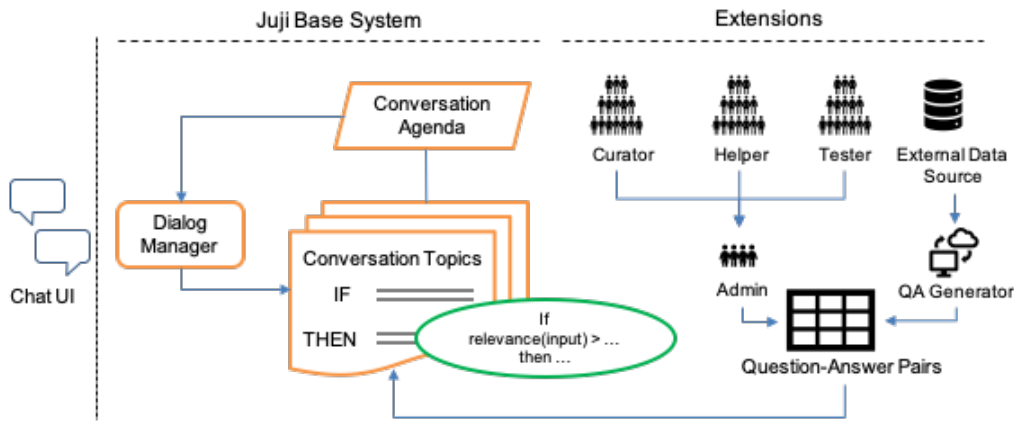 Juji Base System
Extensions
Conversation
Agenda
Curator
Helper
Tester
External Data
Source
Dialog
Manager
Chat UI
Conversation Topics
IF
THEN
If
relevance(input) > ...
then ...
Admin
QA Generator
Question-Answer Pairs